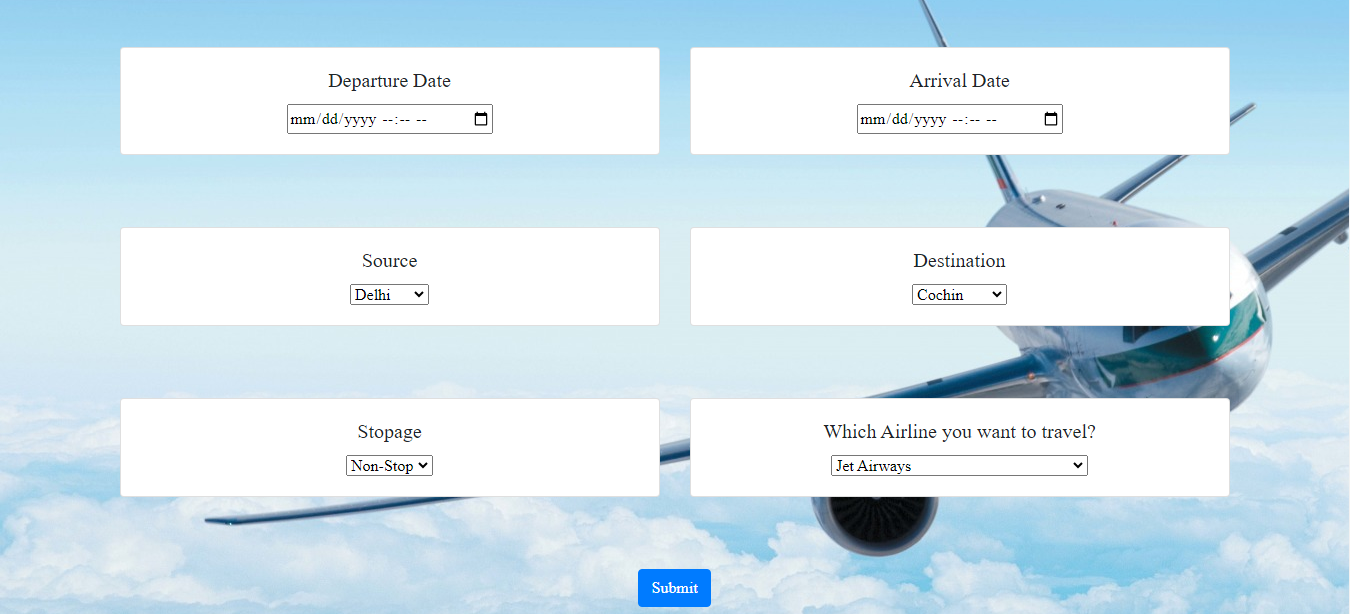 Departure Date
Arrival Date
mm/dd/yyyy --:-- --
mm/dd/yyyy --:-- --
Source
Destination
Delhi
Cochin
Stopage
Which Airline you want to travel?
Non-Stop
Jet Airways
Submit